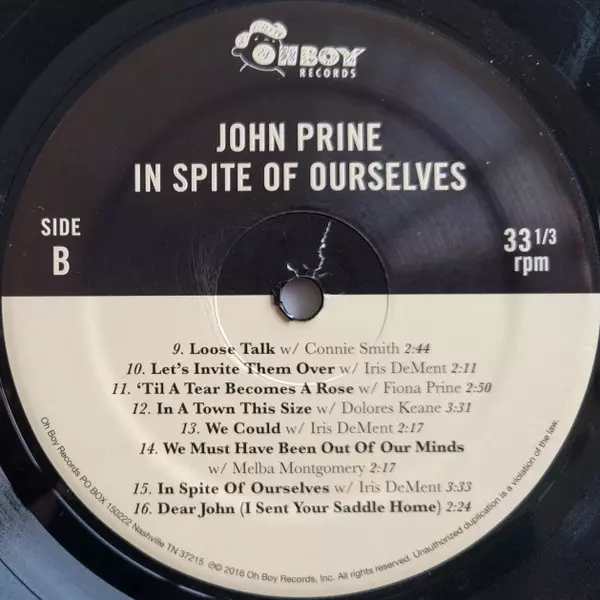 OH BOY
RECORDS
JOHN PRINE
IN SPITE OF OURSELVES
SIDE
B
33 1/3
rpm
9. Loose Talk w/ Connie Smith 2:44
10. Let's Invite Them Over w/ Iris DeMent 2:11
11. ‘Til A Tear Becomes A Rose w/ Fiona Prine 2:50
12. In A Town This Size w/ Dolores Keane 3:31
13. We Could w/ Iris DeMent 2:17
14. We Must Have Been Out Of Our Minds
w/ Melba Montgomery 2:17
15. In Spite Of Ourselves w/ Iris DeMent 3:33
16. Dear John (I Sent Your Saddle Home) 2:24
Oh Boy Records PO BOX 150222 Nashville TN 37215 ℗© 2016 Oh Boy Records, Inc. All rights reserved. Unauthorized duplication is a violation of the law.